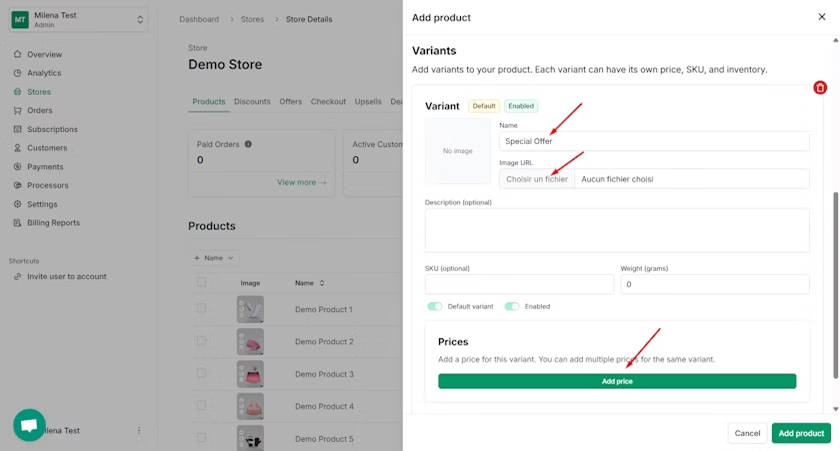 MT
Milena Test
Admin
Overview
Analytics
Stores
Orders
Subscriptions
Customers
Payments
Processors
Settings
Billing Reports
Shortcuts
Invite user to account
Milena Test
Dashboard > Stores > Store Details
Store
Demo Store
Products Discounts Offers Checkout Upsells
Paid Orders
0
View more →
Active Custom
0
Products
+ Name
Image Name
Demo Product 1
Demo Product 2
Demo Product 3
Demo Product 4
Demo Product 5
Add product
Variants
Add variants to your product. Each variant can have its own price, SKU, and inventory.
Variant Default Enabled
No image
Name
Special Offer
Image URL
Choisir un fichier Aucun fichier choisi
Description (optional)
SKU (optional) Weight (grams)
0
Default variant Enabled
Prices
Add a price for this variant. You can add multiple prices for the same variant.
Add price
Cancel Add product